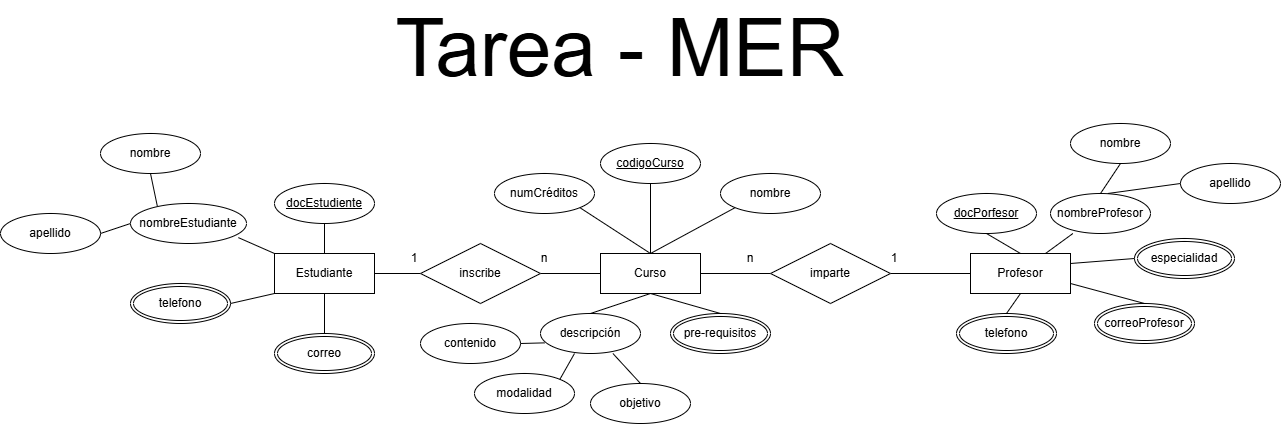 Tarea - MER
nombre
apellido
nombreEstudiante
docEstudiente
Estudiante
telefono
correo
1
inscribe
n
numCréditos
codigoCurso
nombre
Curso
descripción
contenido
modalidad
objetivo
pre-requisitos
n
imparte
1
docPorfesor
nombre
apellido
nombreProfesor
Profesor
especialidad
correoProfesor
telefono